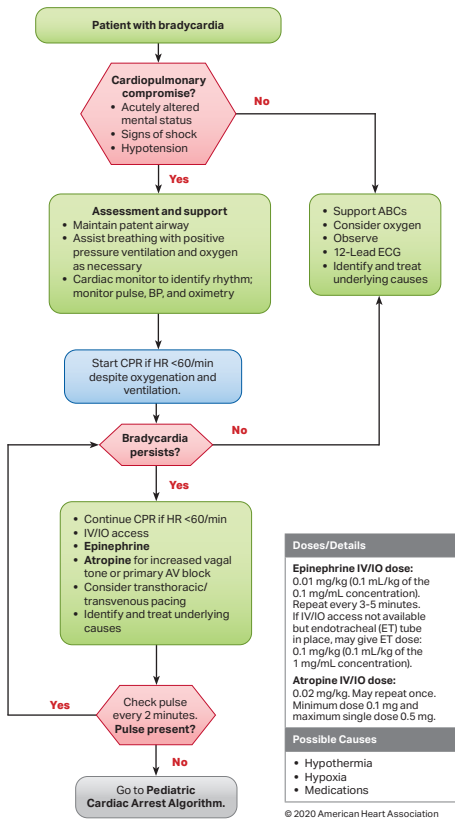 Patient with bradycardia
Cardiopulmonary
compromise?
• Acutely altered
mental status
• Signs of shock
• Hypotension
No
Yes
Assessment and support
• Maintain patent airway
• Assist breathing with positive
pressure ventilation and oxygen
as necessary
• Cardiac monitor to identify rhythm;
monitor pulse, BP, and oximetry
• Support ABCs
• Consider oxygen
• Observe
• 12-Lead ECG
• Identify and treat
underlying causes
Start CPR if HR <60/min
despite oxygenation and
ventilation.
Bradycardia
persists?
No
Yes
• Continue CPR if HR <60/min
• IV/IO access
• Epinephrine
• Atropine for increased vagal
tone or primary AV block
• Consider transthoracic/
transvenous pacing
• Identify and treat underlying
causes
Check pulse
every 2 minutes.
Pulse present?
Yes
No
Go to Pediatric
Cardiac Arrest Algorithm.
Doses/Details
Epinephrine IV/IO dose:
0.01 mg/kg (0.1 mL/kg of the
0.1 mg/mL concentration).
Repeat every 3-5 minutes.
If IV/IO access not available
but endotracheal (ET) tube
in place, may give ET dose:
0.1 mg/kg (0.1 mL/kg of the
1 mg/mL concentration).
Atropine IV/IO dose:
0.02 mg/kg. May repeat once.
Minimum dose 0.1 mg and
maximum single dose 0.5 mg.
Possible Causes
• Hypothermia
• Hypoxia
• Medications
© 2020 American Heart Association